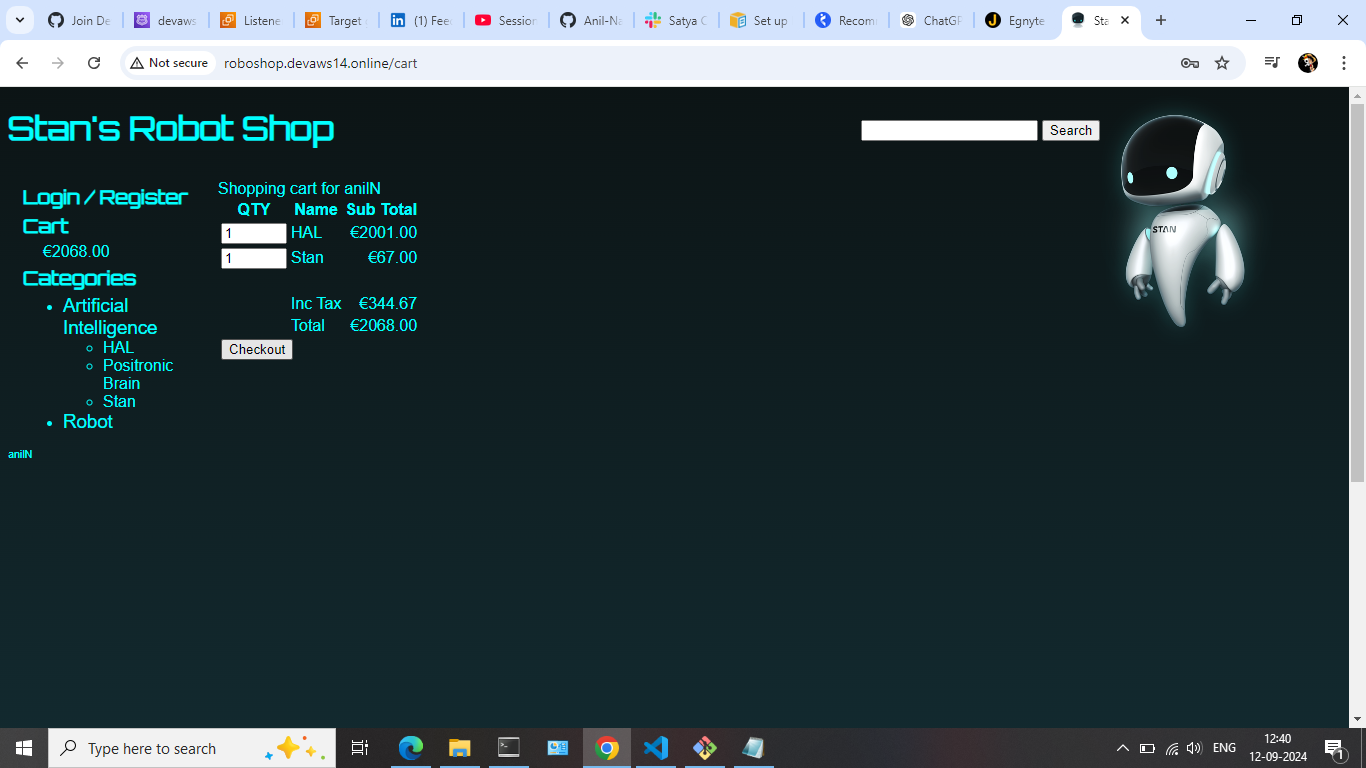 Join De
devaws
Listene
Target
(1) Fee
Session
Anil-Na
Satya C
Set up
Recom
ChatGP
Egnyte
Sta
Not secure
roboshop.devaws14.online/cart
Stan's Robot Shop
Search
STAN
Login / Register
Cart
€2068.00
Categories
Artificial
Intelligence
HAL
Positronic
Brain
Stan
Robot
anilN
Shopping cart for anilN
QTY Name Sub Total
1 HAL €2001.00
1 Stan €67.00
Inc Tax €344.67
Total €2068.00
Checkout
Type here to search
ENG
12:40
12-09-2024
1